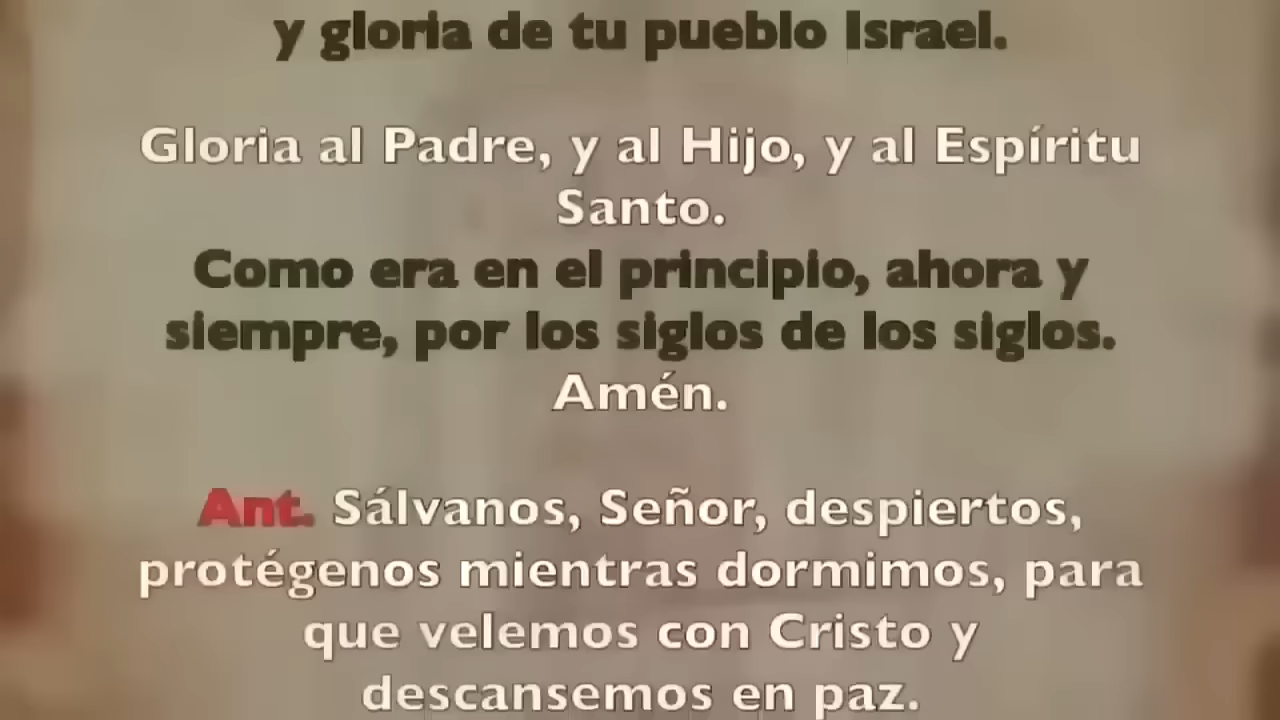 y gloria de tu pueblo Israel.
Gloria al Padre, y al Hijo, y al Espíritu
Santo.
Como era en el principio, ahora y
siempre, por los siglos de los siglos.
Amén.
Ant. Sálvanos, Señor, despiertos,
protégenos mientras dormimos, para
que velemos con Cristo y
descansemos en paz.